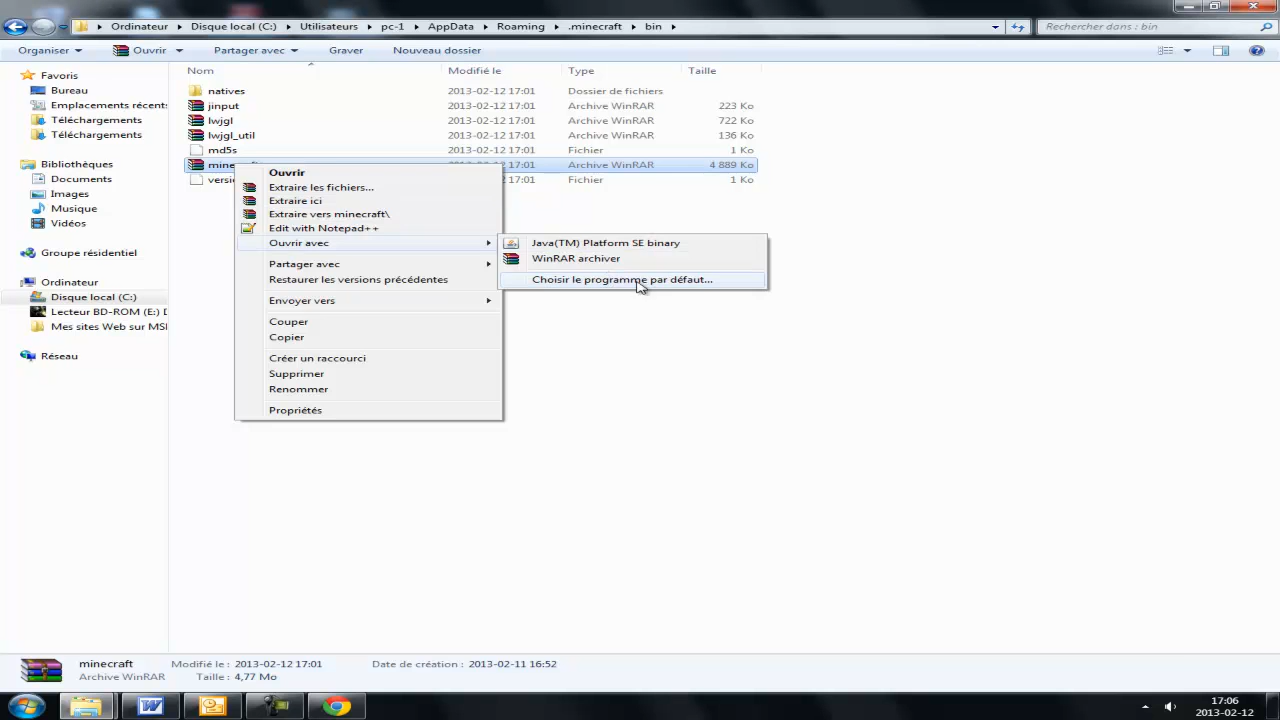 Ordinateur ▸ Disque local (C:) ▸ Utilisateurs ▸ pc-1 ▸ AppData ▸ Roaming ▸ .minecraft ▸ bin ▸
Rechercher dans: bin
Organiser
Ouvrir
Partager avec
Graver
Nouveau dossier
Nom
Modifié le
Type
Taille
Favoris
Bureau
Emplacements récent:
Téléchargements
Téléchargements
Bibliothèques
Documents
Images
Musique
Vidéos
Groupe résidentiel
Ordinateur
Disque local (C:)
Lecteur BD-ROM (E:) D
Mes sites Web sur MS
Réseau
natives 2013-02-12 17:01 Dossier de fichiers
jinput 2013-02-12 17:01 Archive WinRAR 223 Ko
lwjgl 2013-02-12 17:01 Archive WinRAR 722 Ko
lwjgl_util 2013-02-12 17:01 Archive WinRAR 136 Ko
md5s 2013-02-12 17:01 Fichier 1 Ko
2013-02-12 17:01 Archive WinRAR 4 889 Ko
2013-02-12 17:01 Fichier 1 Ko
Ouvrir
Extraire les fichiers...
Extraire ici
Extraire vers minecraft\
Edit with Notepad++
Ouvrir avec
Partager avec
Restaurer les versions précédentes
Envoyer vers
Couper
Copier
Créer un raccourci
Supprimer
Renommer
Propriétés
Java(TM) Platform SE binary
WinRAR archiver
Choisir le programme par défaut...
minecraft
Modifié le : 2013-02-12 17:01
Date de création : 2013-02-11 16:52
Archive WinRAR
Taille : 4,77 Mo
17:06
2013-02-12